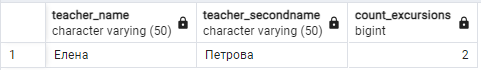 teacher_name teacher_secondname count_excursions
character varying (50) character varying (50) bigint
1 Елена Петрова 2